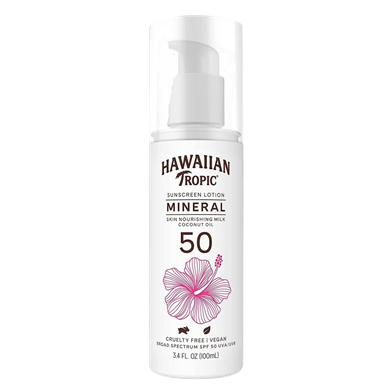 HAWAIIAN
TROPIC
SUNSCREEN LOTION
MINERAL
SKIN NOURISHING MILK
COCONUT OIL
50
CRUELTY FREE | VEGAN
BROAD SPECTRUM SPF 50 UVA/UVB
3.4 FL. OZ (100mL)